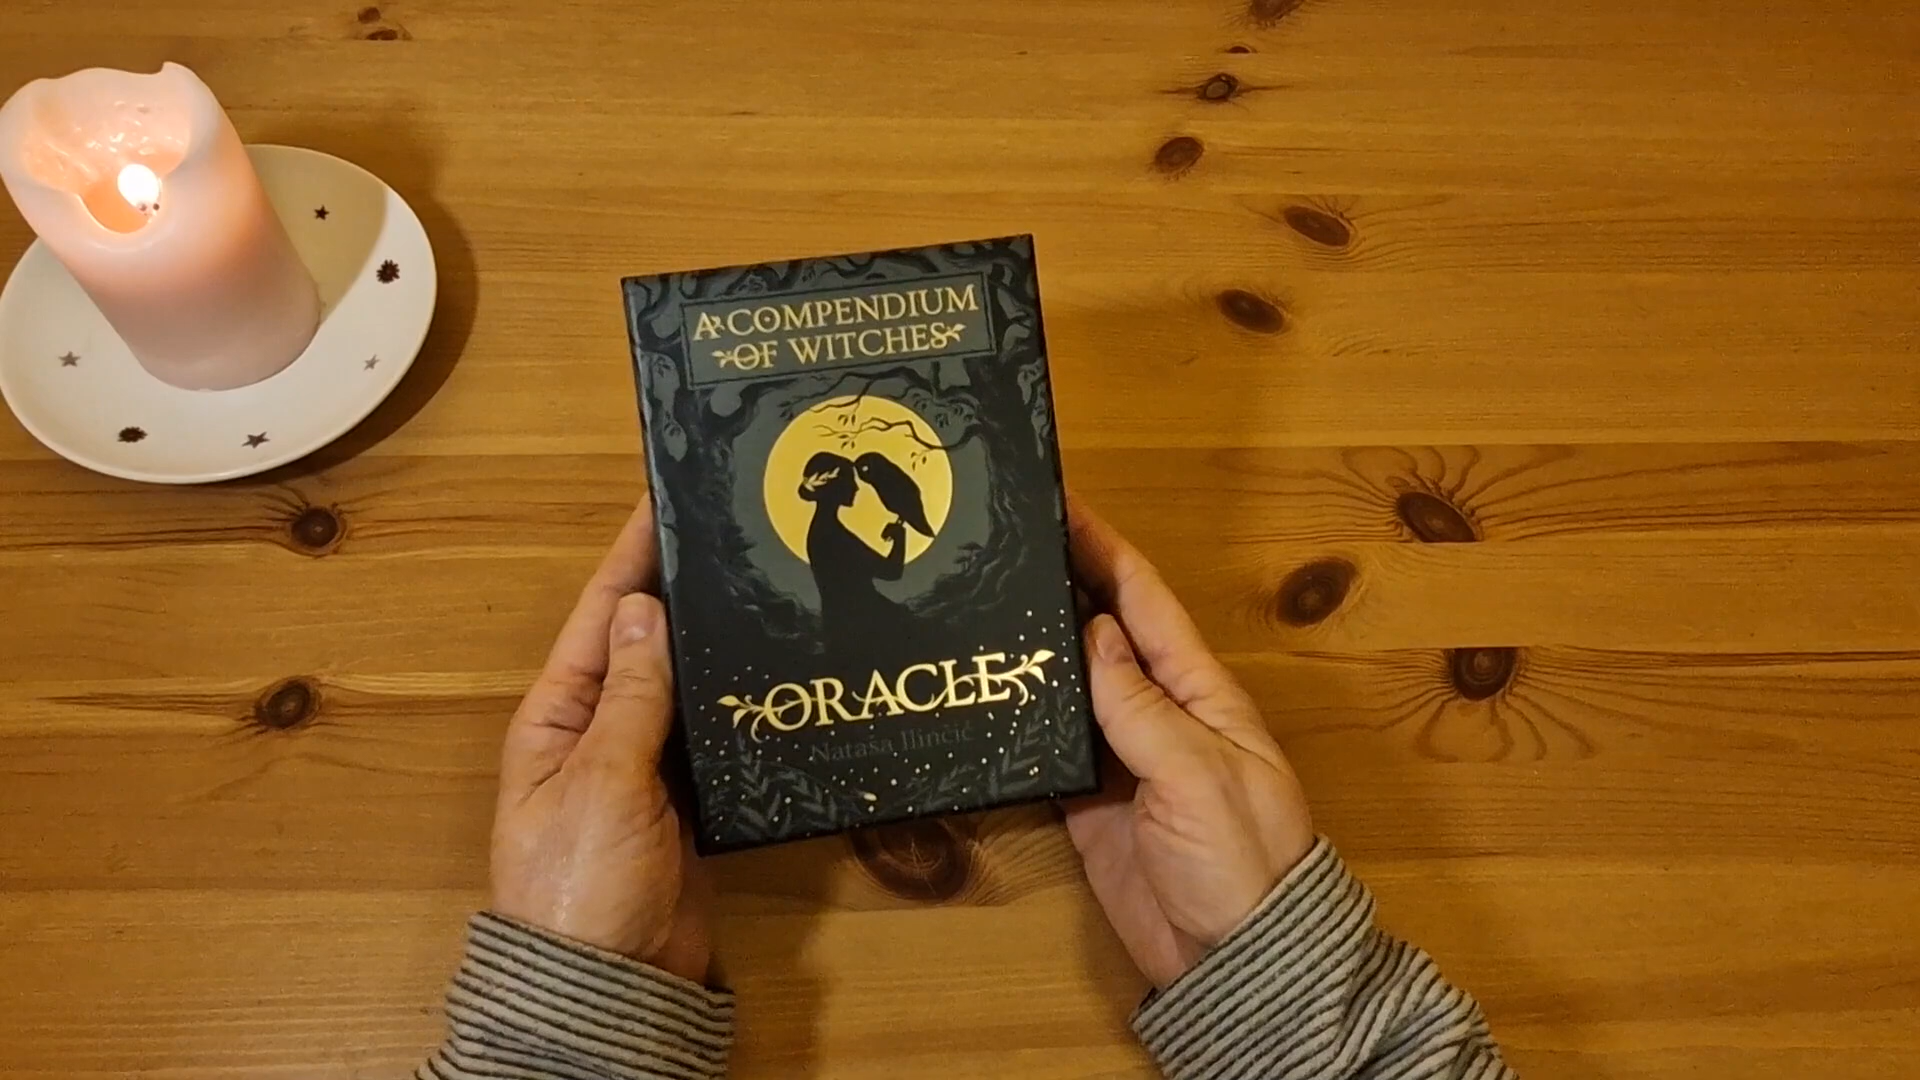 A COMPENDIUM
OF WITCHES
ORACLE
Nataša Ilinčić